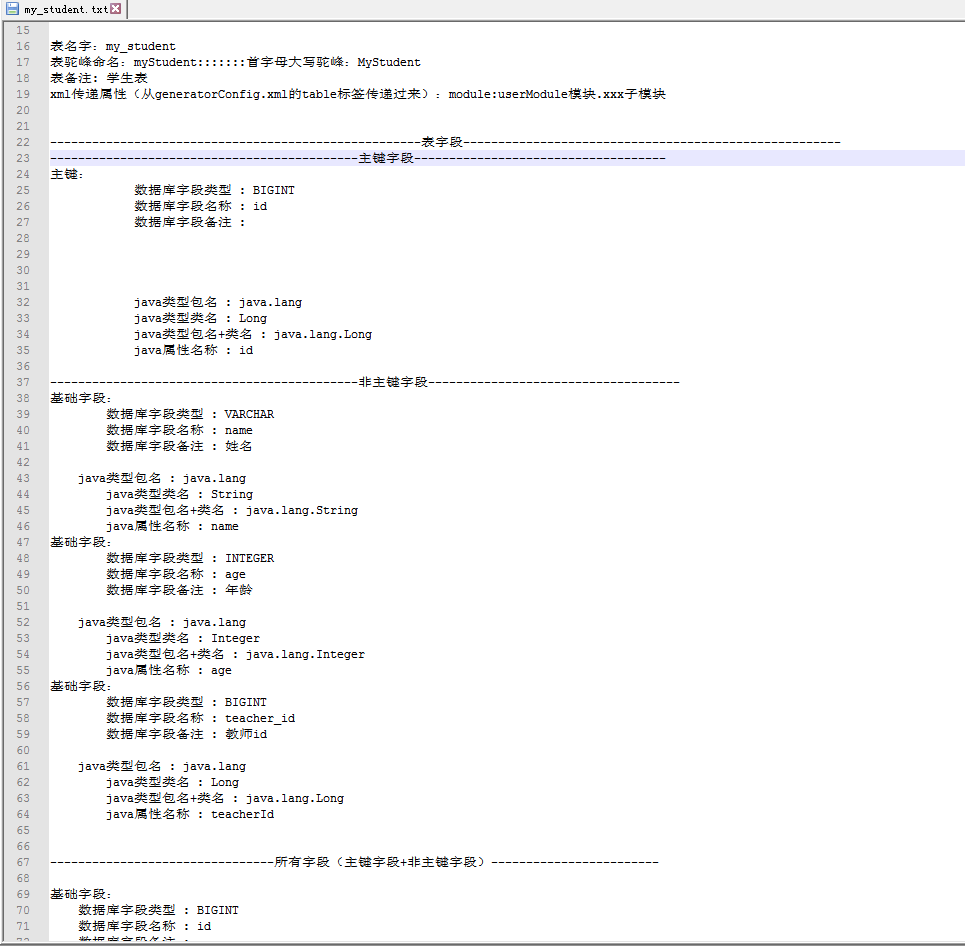 my_student.txt
15
16 表名字: my_student
17 表驼峰命名: myStudent:::::::首字母大写驼峰: MyStudent
18 表备注: 学生表
19 xml传递属性（从generatorConfig.xml的table标签传递过来）: module:userModule模块.xxx子模块
20
21
22 -----------------------------------------------------表字段------------------------------------------------------
23 --------------------------------------------主键字段------------------------------------
24 主键:
25 数据库字段类型 : BIGINT
26 数据库字段名称 : id
27 数据库字段备注 :
28
29
30
31
32 java类型包名 : java.lang
33 java类型类名 : Long
34 java类型包名+类名 : java.lang.Long
35 java属性名称 : id
36
37 --------------------------------------------非主键字段------------------------------------
38 基础字段:
39 数据库字段类型 : VARCHAR
40 数据库字段名称 : name
41 数据库字段备注 : 姓名
42
43 java类型包名 : java.lang
44 java类型类名 : String
45 java类型包名+类名 : java.lang.String
46 java属性名称 : name
47 基础字段:
48 数据库字段类型 : INTEGER
49 数据库字段名称 : age
50 数据库字段备注 : 年龄
51
52 java类型包名 : java.lang
53 java类型类名 : Integer
54 java类型包名+类名 : java.lang.Integer
55 java属性名称 : age
56 基础字段:
57 数据库字段类型 : BIGINT
58 数据库字段名称 : teacher_id
59 数据库字段备注 : 教师id
60
61 java类型包名 : java.lang
62 java类型类名 : Long
63 java类型包名+类名 : java.lang.Long
64 java属性名称 : teacherId
65
66
67 --------------------------------所有字段（主键字段+非主键字段）------------------------
68
69 基础字段:
70 数据库字段类型 : BIGINT
71 数据库字段名称 : id
72 数据库字段备注 :